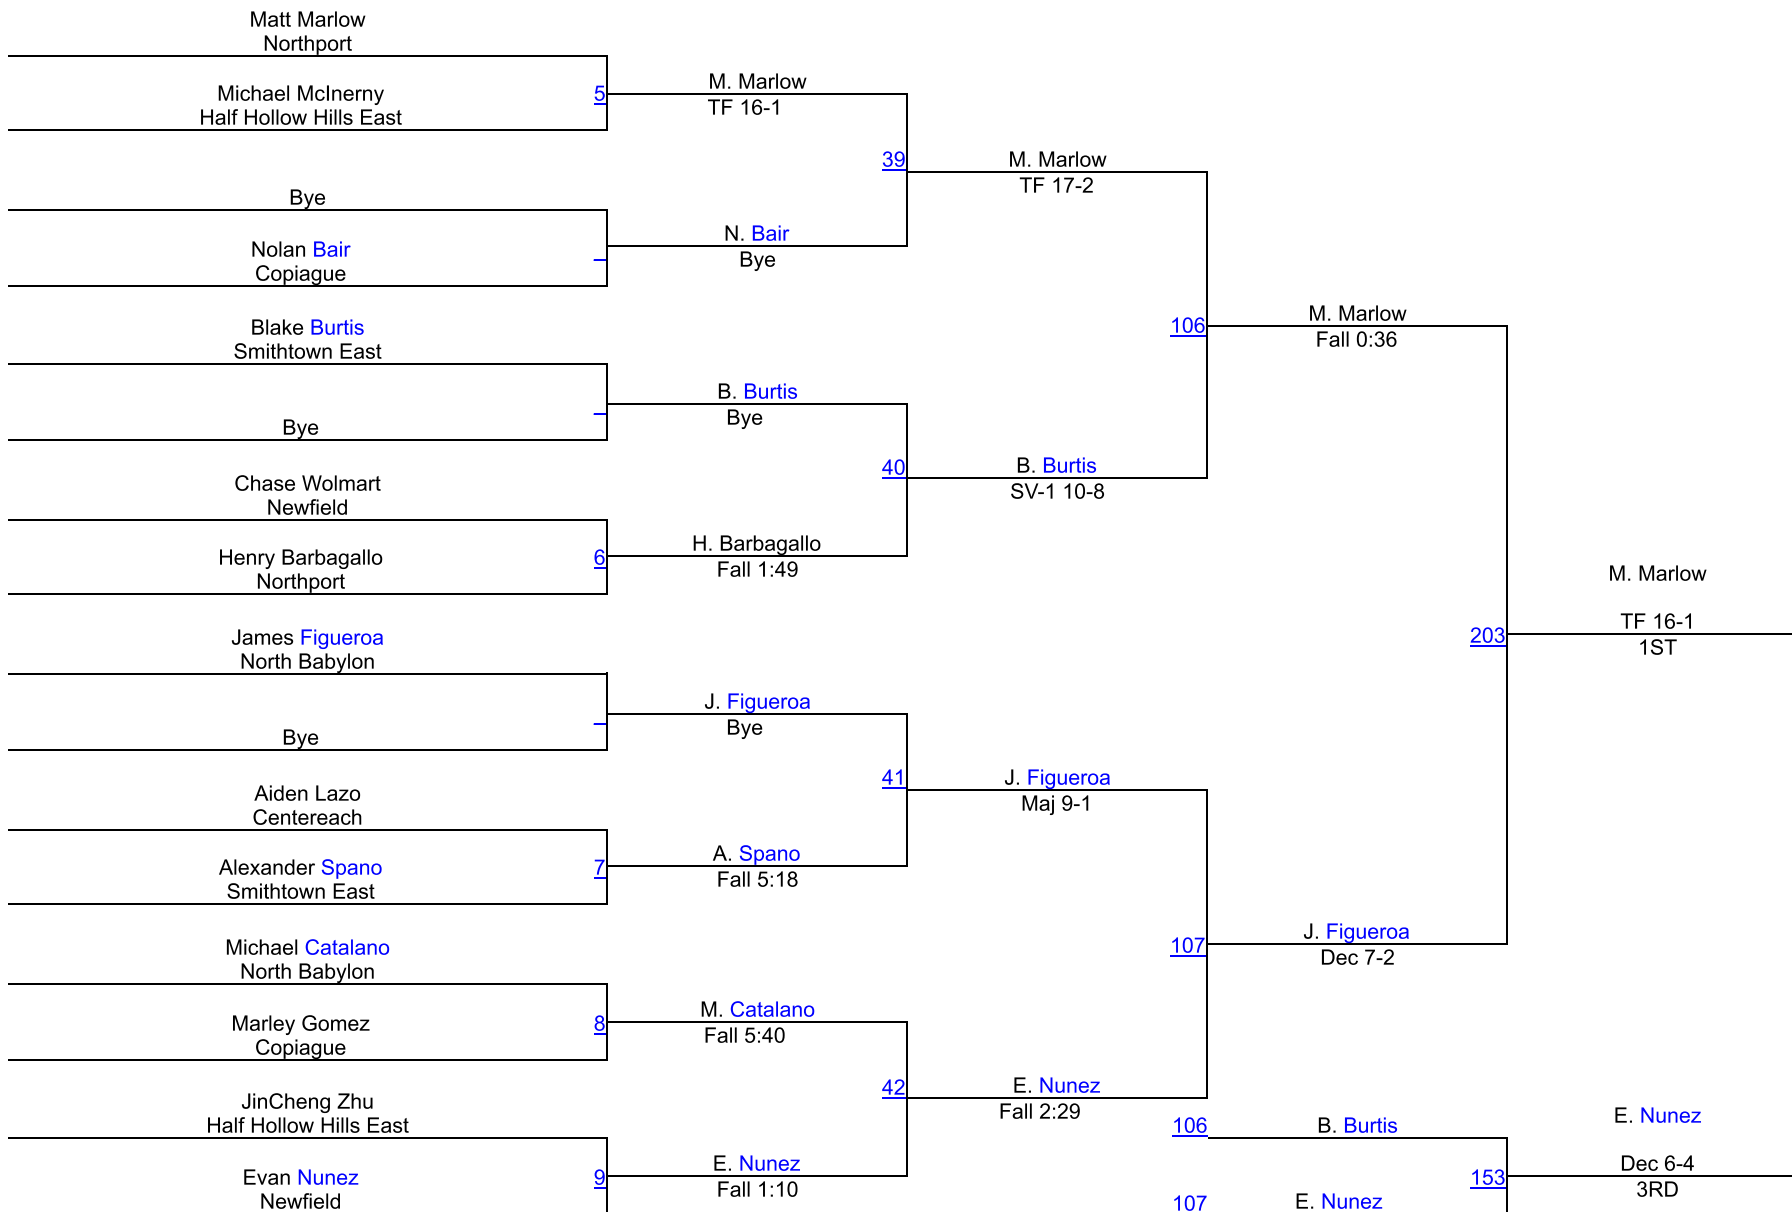 Matt Marlow
Northport
Michael McInerny
Half Hollow Hills East
5
Bye
Nolan Bair
Copiague
Blake Burtis
Smithtown East
Bye
Chase Wolmart
Newfield
Henry Barbagallo
Northport
6
James Figueroa
North Babylon
Bye
Aiden Lazo
Centereach
Alexander Spano
Smithtown East
7
Michael Catalano
North Babylon
Marley Gomez
Copiague
8
JinCheng Zhu
Half Hollow Hills East
Evan Nunez
Newfield
9
M. Marlow
TF 16-1
39
N. Bair
Bye
B. Burtis
Bye
40
H. Barbagallo
Fall 1:49
J. Figueroa
Bye
41
A. Spano
Fall 5:18
M. Catalano
Fall 5:40
42
E. Nunez
Fall 1:10
M. Marlow
TF 17-2
106
B. Burtis
SV-1 10-8
J. Figueroa
Maj 9-1
107
E. Nunez
Fall 2:29
M. Marlow
Fall 0:36
203
J. Figueroa
Dec 7-2
M. Marlow
TF 16-1
1ST
106
B. Burtis
153
107
E. Nunez
E. Nunez
Dec 6-4
3RD